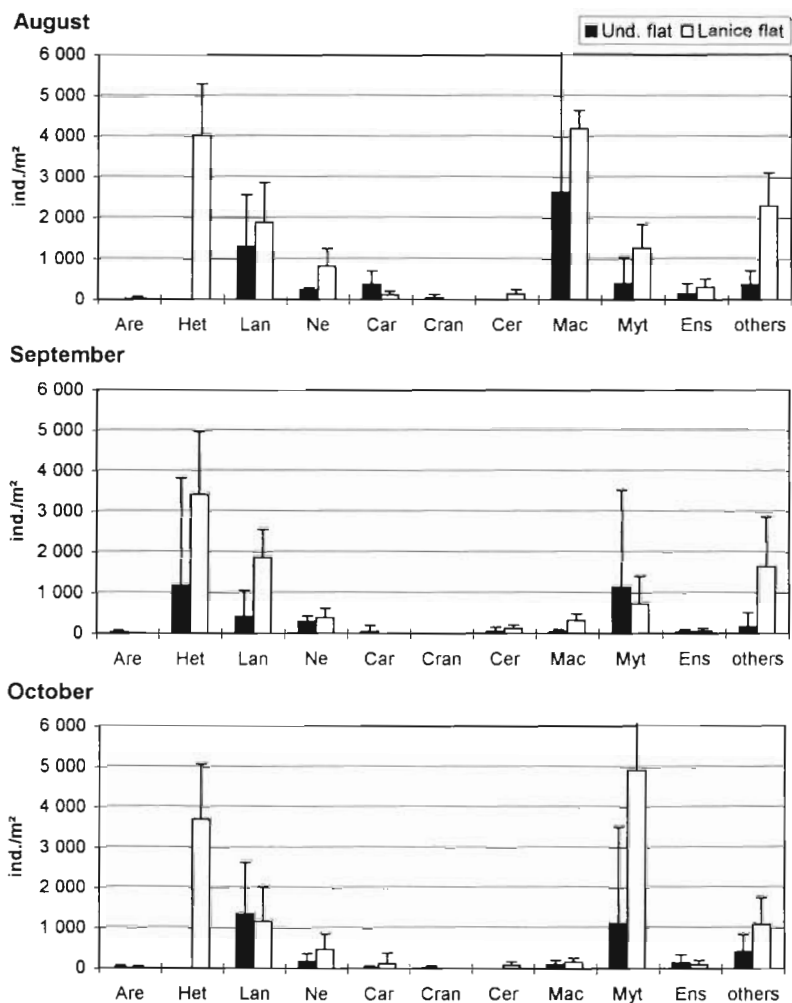 August
Und. flat Lanice flat
6 000
5 000
4 000
3 000
2 000
1 000
0
ind./m²
Are Het Lan Ne Car Cran Cer Mac Myt Ens others
September
6 000
5 000
4 000
3 000
2 000
1 000
0
ind./m²
Are Het Lan Ne Car Cran Cer Mac Myt Ens others
October
6 000
5 000
4 000
3 000
2 000
1 000
0
ind./m²
Are Het Lan Ne Car Cran Cer Mac Myt Ens others